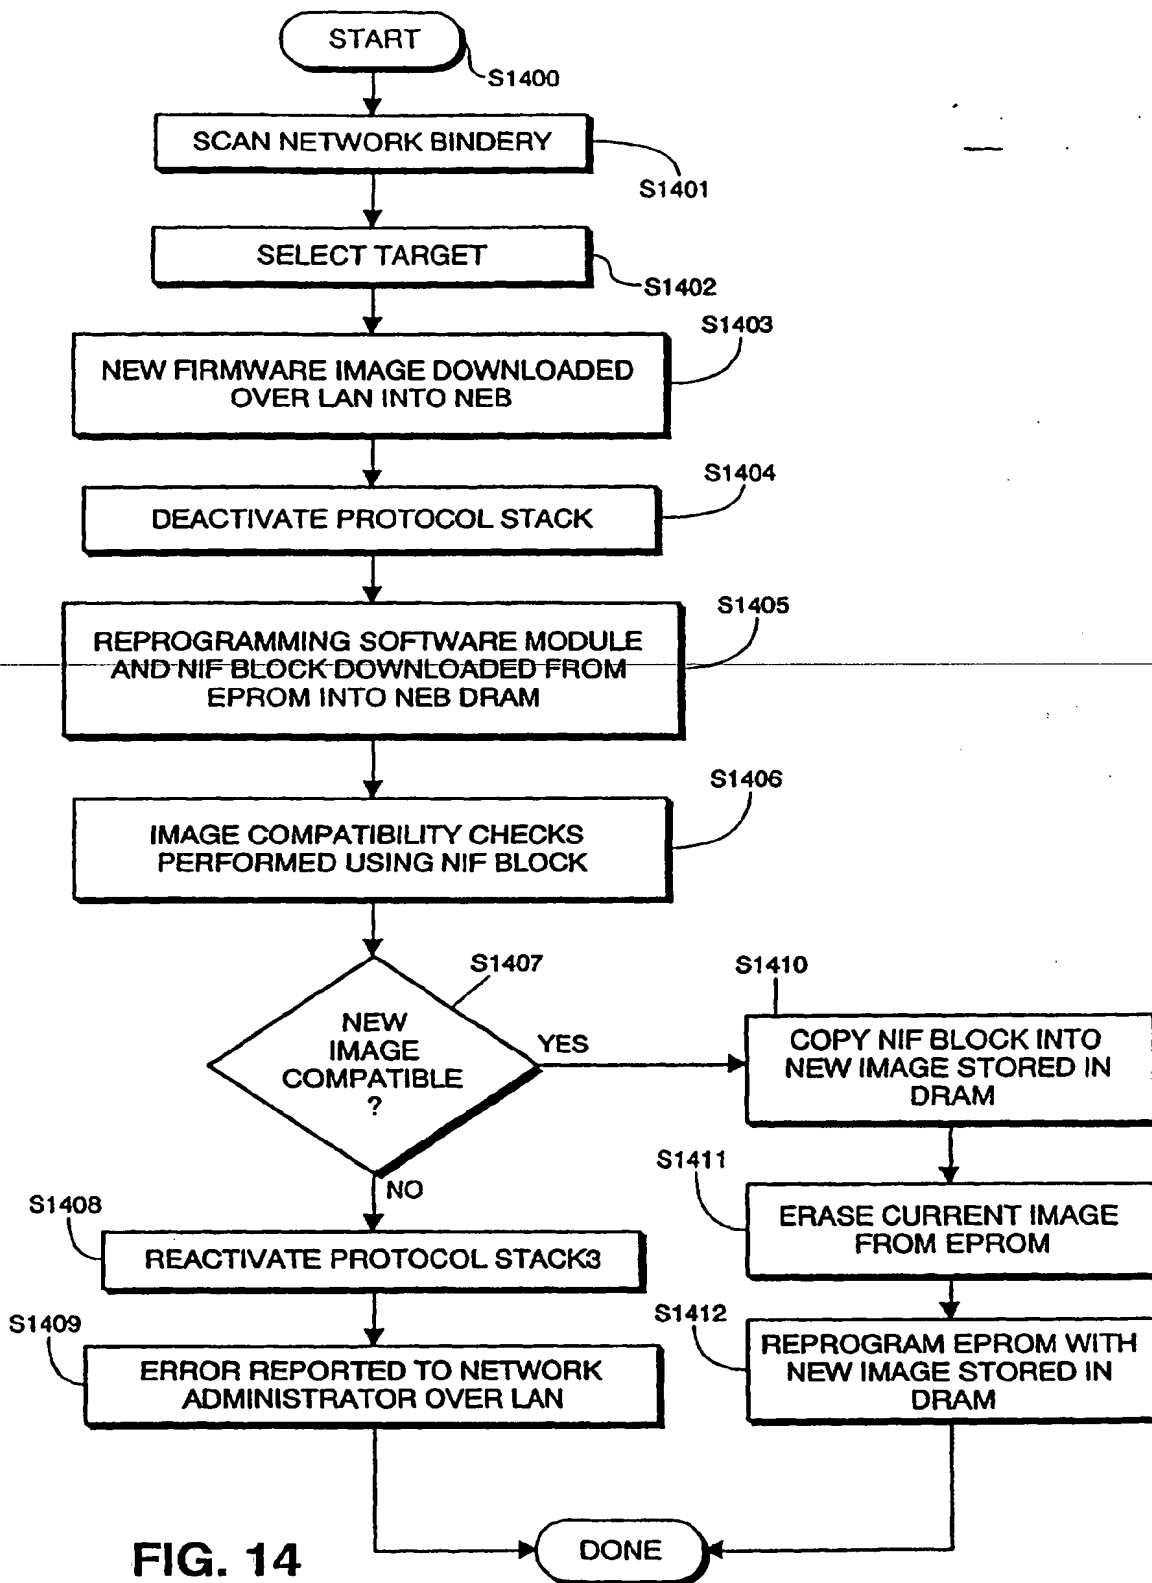 START
S1400
SCAN NETWORK BINDERY
S1401
SELECT TARGET
S1402
S1403
NEW FIRMWARE IMAGE DOWNLOADED
OVER LAN INTO NEB
S1404
DEACTIVATE PROTOCOL STACK
S1405
REPROGRAMMING SOFTWARE MODULE
AND NIF BLOCK DOWNLOADED FROM
EPROM INTO NEB DRAM
S1406
IMAGE COMPATIBILITY CHECKS
PERFORMED USING NIF BLOCK
S1407
NEW
IMAGE
COMPATIBLE
?
YES
NO
S1408
REACTIVATE PROTOCOL STACK3
S1409
ERROR REPORTED TO NETWORK
ADMINISTRATOR OVER LAN
S1410
COPY NIF BLOCK INTO
NEW IMAGE STORED IN
DRAM
S1411
ERASE CURRENT IMAGE
FROM EPROM
S1412
REPROGRAM EPROM WITH
NEW IMAGE STORED IN
DRAM
DONE
FIG. 14